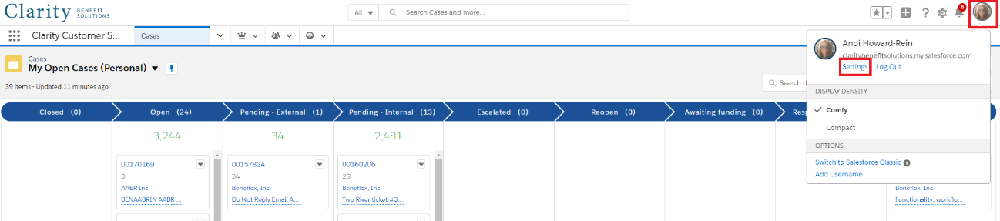 Clarity BENEFIT SOLUTIONS
All
Search Cases and more...
6
Clarity Customer S...
Cases
Andi Howard-Rein
claritybenefitsolutions.my.salesforce.com
Settings
Log Out
Cases
My Open Cases (Personal)
39 items • Updated 11 minutes ago
Search th
DISPLAY DENSITY
Comfy
Compact
OPTIONS
Switch to Salesforce Classic
Add Username
Closed (0)
Open (24)
Pending - External (1)
Pending - Internal (13)
Escalated (0)
Reopen (0)
Awaiting funding (0)
Resp
3,244
34
2,481
00170169
3
AABR Inc.
BENAABRIN AABR ...
00157824
34
Beneflex, Inc.
Do Not Reply Email A...
00160206
28
Beneflex, Inc.
Two River ticket #3...
Beneflex, Inc.
Functionality: workflo...